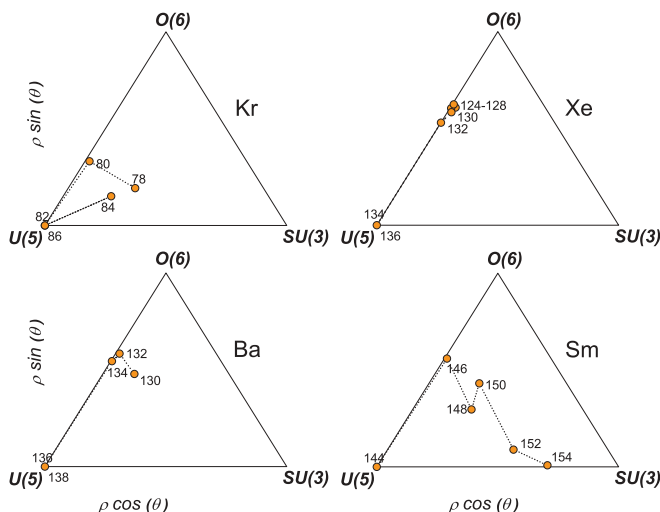 O(6)
ρ sin (θ)
Kr
80
78
84
82
86
U(5)
SU(3)
O(6)
Xe
124-128
130
132
134
136
U(5)
SU(3)
O(6)
ρ sin (θ)
Ba
132
134
130
136
138
U(5)
SU(3)
ρ cos (θ)
O(6)
Sm
146
150
148
152
154
144
U(5)
SU(3)
ρ cos (θ)